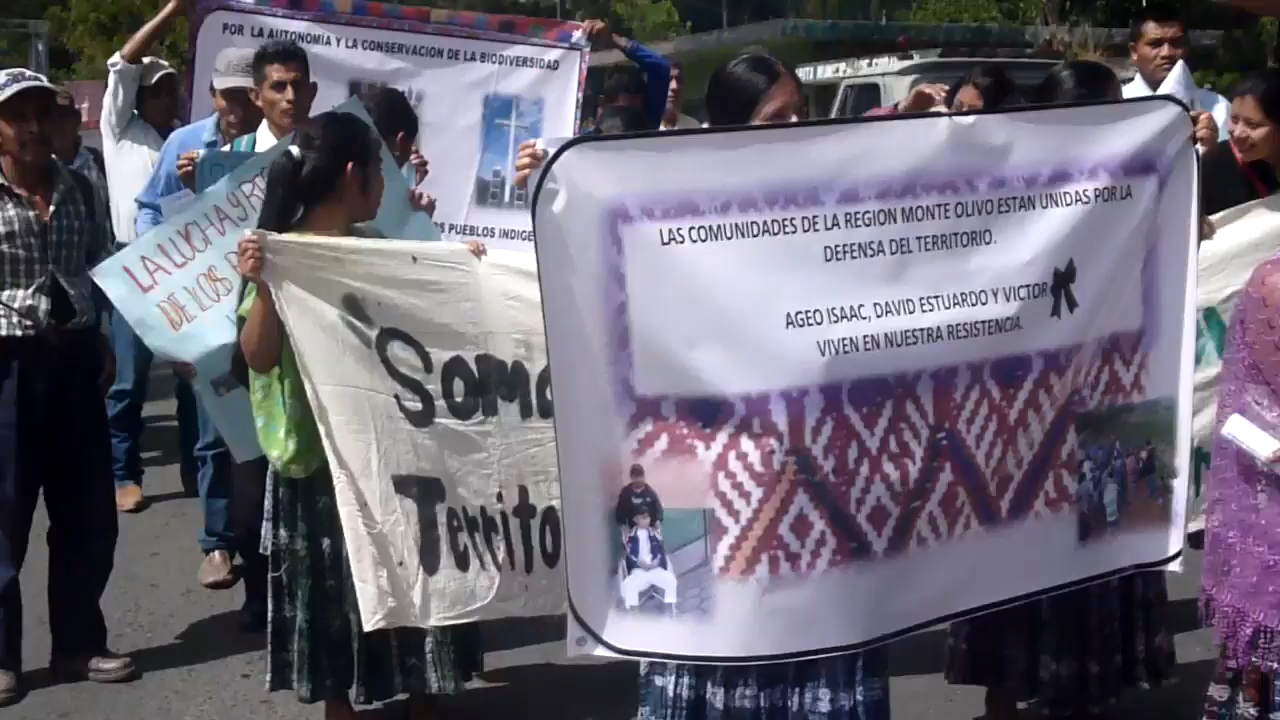 POR LA AUTONOMÍA Y LA CONSERVACION DE LA BIODIVERSIDAD
PUEBLOS INDIGE
LA LUCHA Y
DE LOS
Som
Territo
LAS COMUNIDADES DE LA REGION MONTE OLIVO ESTAN UNIDAS POR LA
DEFENSA DEL TERRITORIO.
AGEO ISAAC, DAVID ESTUARDO Y VICTOR
VIVEN EN NUESTRA RESISTENCIA.